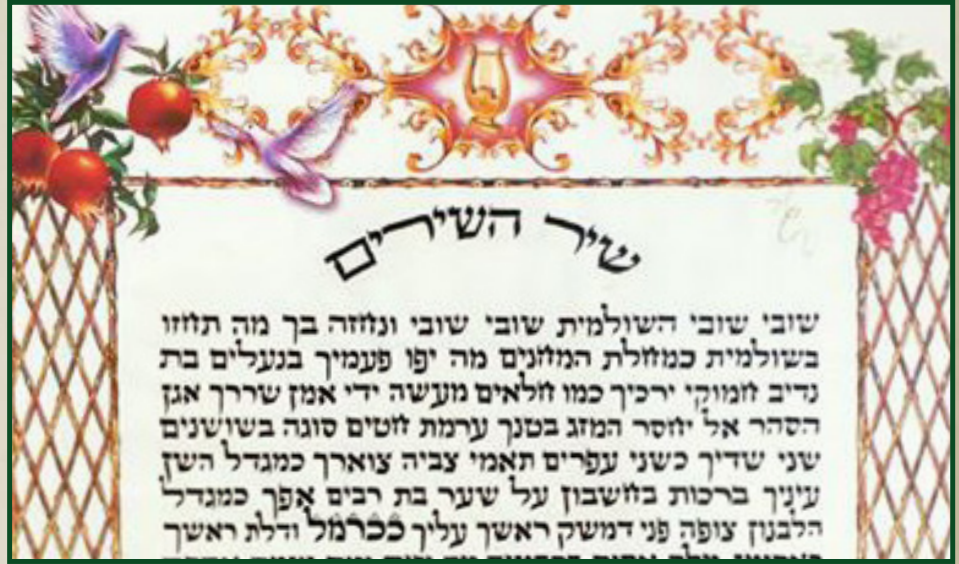 שיר השירים
שובי שובי השולמית שובי שובי ונחזה בך מה תחזו
בשולמית כמחלת המחנים מה יפו פעמיך בנעלים בת
נדיב חמוקי ירכיך כמו חלאים מעשה ידי אמן שררך אגן
הסהר אל יחסר המזג בטנך ערמת חטים סוגה בשושנים
שני שדיך כשני עפרים תאמי צביה צוארך כמגדל השן
עיניך ברכות בחשבון על שער בת רבים אפך כמגדל
הלבנון צופה פני דמשק ראשך עליך ככרמל ודלת ראשך